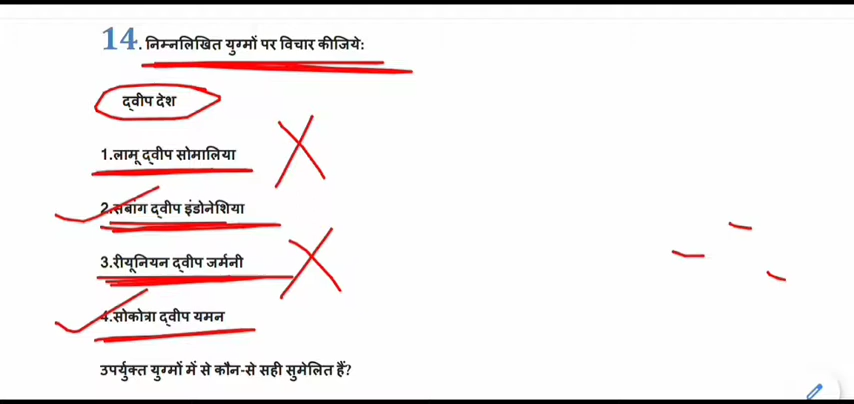 14. निम्नलिखित युग्मों पर विचार कीजिये:
द्वीप देश
1.लामू द्वीप सोमालिया
2.सबांग द्वीप इंडोनेशिया
3.रीयूनियन द्वीप जर्मनी
4.सोकोत्रा द्वीप यमन
उपर्युक्त युग्मों में से कौन-से सही सुमेलित हैं?